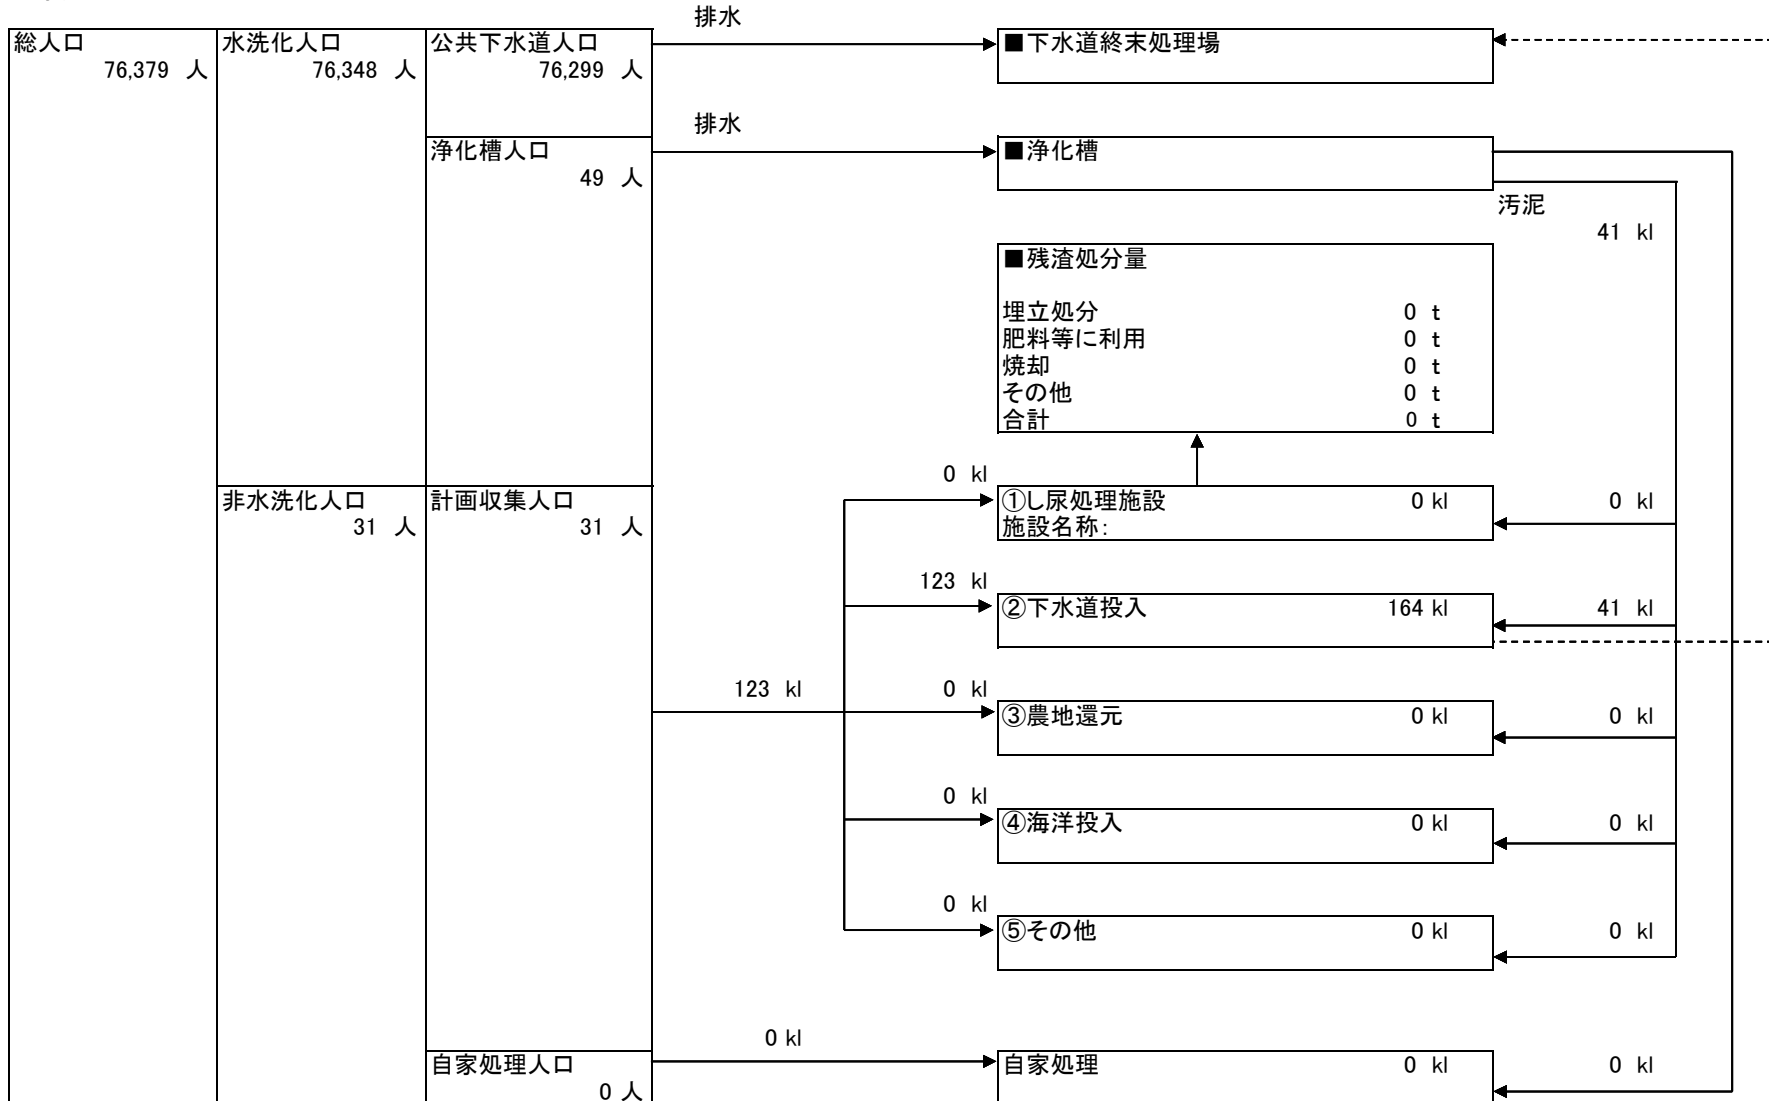 排水
総人口 水洗化人口 公共下水道人口 ■下水道終末処理場
76,379 人 76,348 人 76,299 人
排水
浄化槽人口 ■浄化槽
49 人
汚泥
41 kl
■残渣処分量
埋立処分 0 t
肥料等に利用 0 t
焼却 0 t
その他 0 t
合計 0 t
0 kl
非水洗化人口 計画収集人口 ①し尿処理施設 0 kl 0 kl
31 人 31 人 施設名称:
123 kl
②下水道投入 164 kl 41 kl
123 kl 0 kl
③農地還元 0 kl 0 kl
0 kl
④海洋投入 0 kl 0 kl
0 kl
⑤その他 0 kl 0 kl
0 kl
自家処理人口 自家処理 0 kl 0 kl
0 人